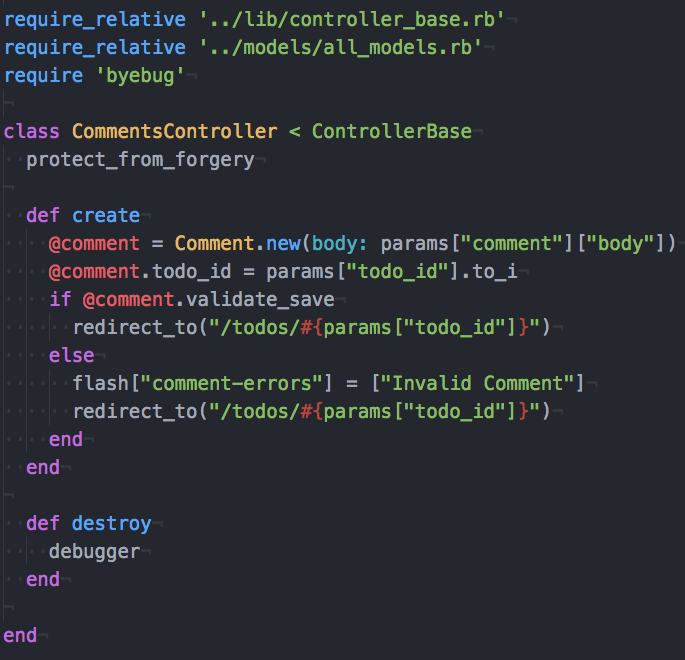 require_relative '../lib/controller_base.rb'
require_relative '../models/all_models.rb'
require 'byebug'

class CommentsController < ControllerBase
  protect_from_forgery

  def create
    @comment = Comment.new(body: params["comment"]["body"])
    @comment.todo_id = params["todo_id"].to_i
    if @comment.validate_save
      redirect_to("/todos/#{params["todo_id"]}")
    else
      flash["comment-errors"] = ["Invalid Comment"]
      redirect_to("/todos/#{params["todo_id"]}")
    end
  end

  def destroy
    debugger
  end

end